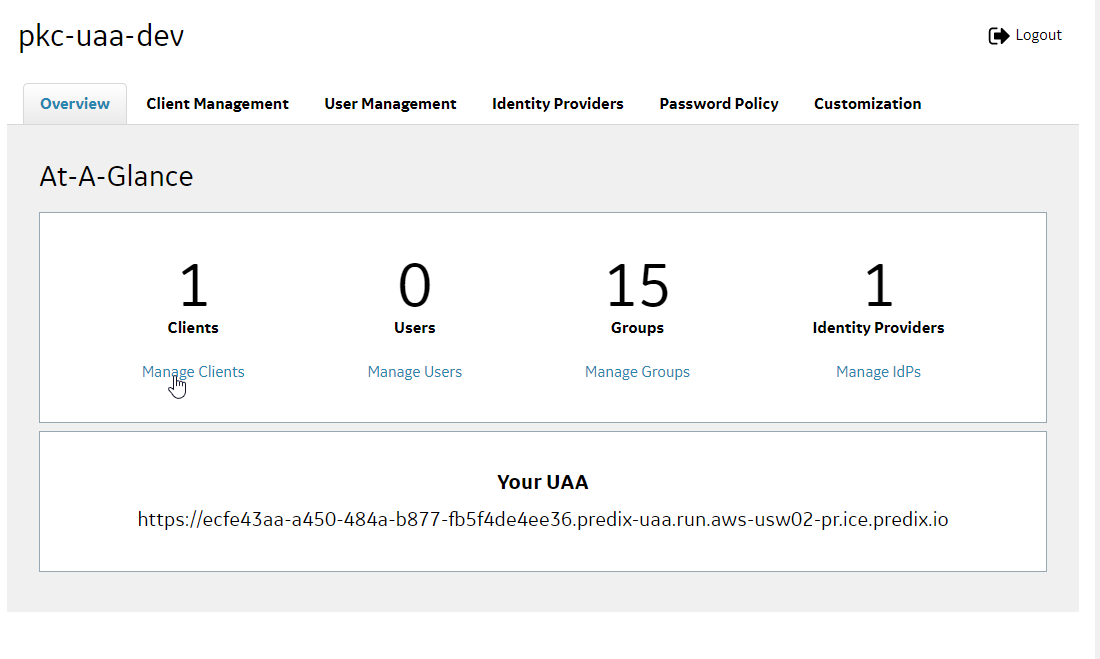 pkc-uaa-dev
Logout
Overview Client Management User Management Identity Providers Password Policy Customization
At-A-Glance
1 0 15 1
Clients Users Groups Identity Providers
Manage Clients Manage Users Manage Groups Manage IdPs
Your UAA
https://ecfe43aa-a450-484a-b877-fb5f4de4ee36.predix-uaa.run.aws-usw02-pr.ice.predix.io